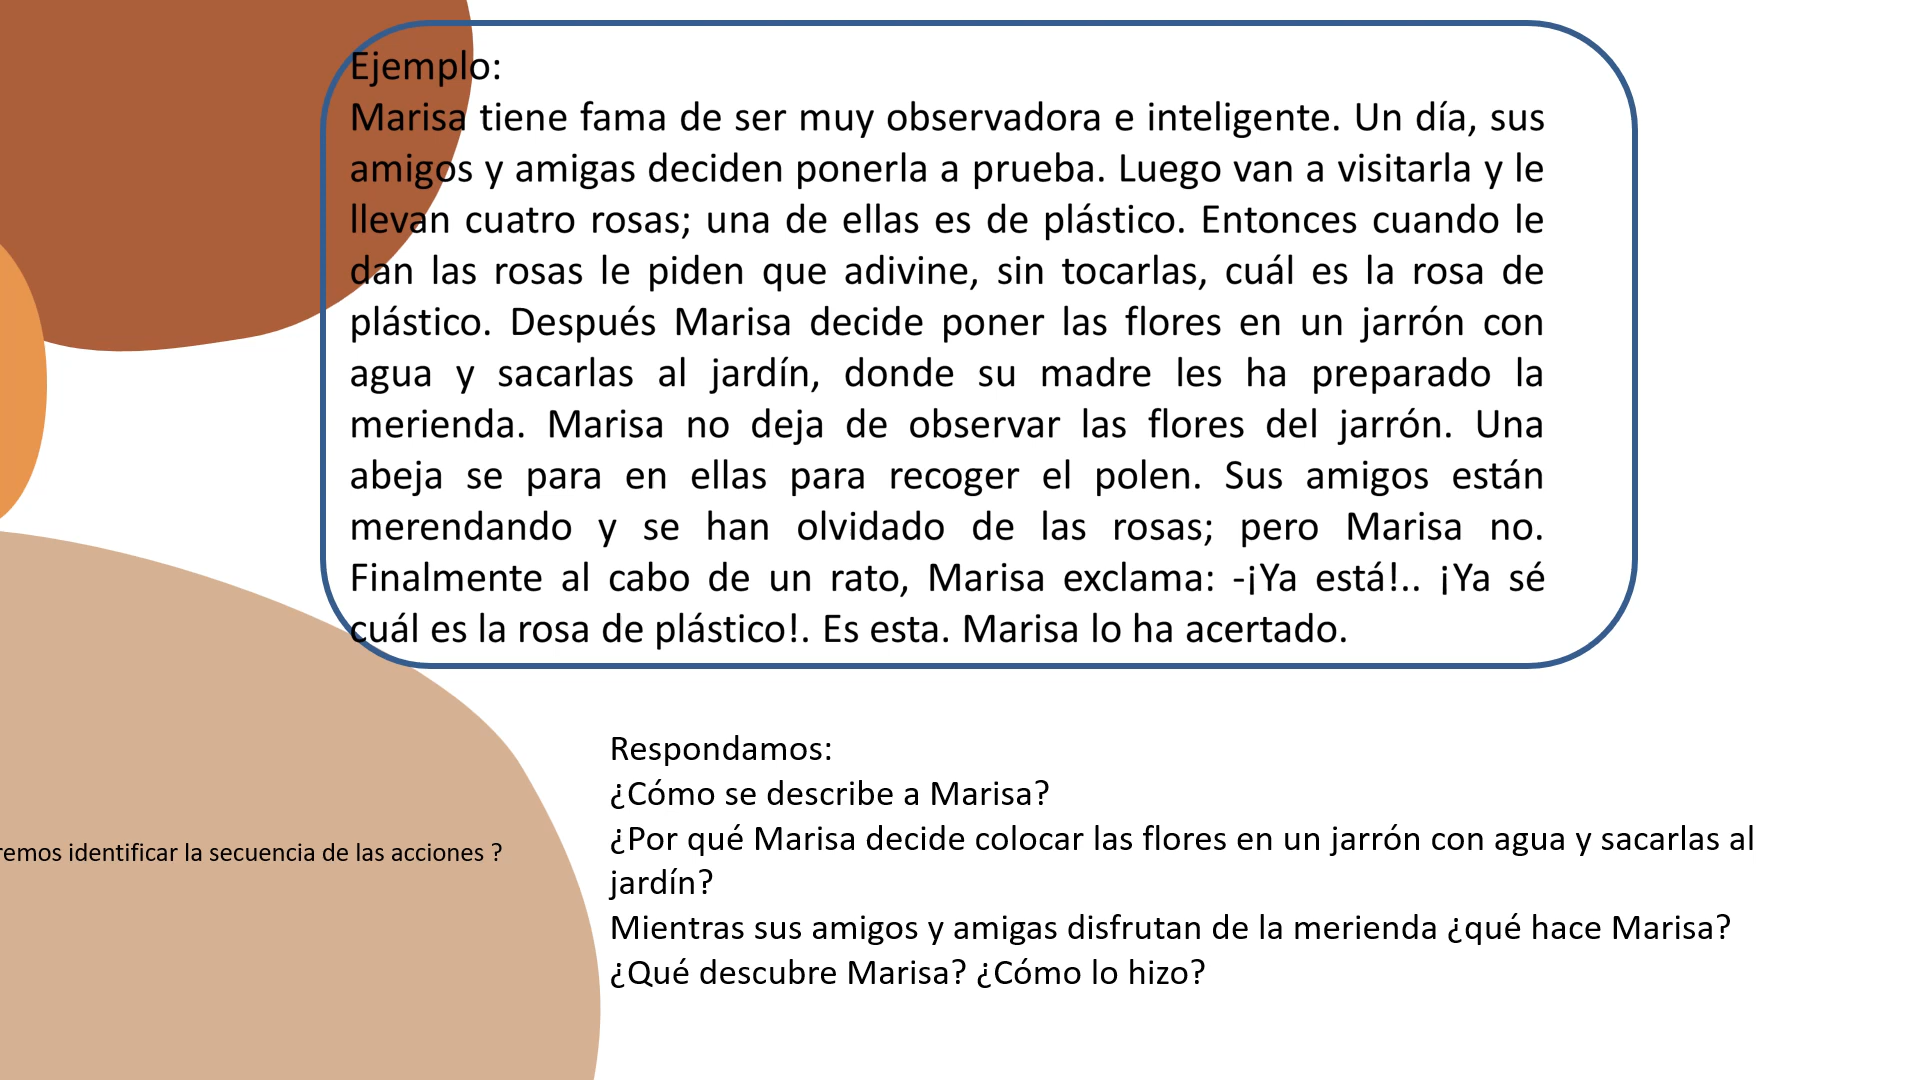 Ejemplo:
Marisa tiene fama de ser muy observadora e inteligente. Un día, sus
amigos y amigas deciden ponerla a prueba. Luego van a visitarla y le
llevan cuatro rosas; una de ellas es de plástico. Entonces cuando le
dan las rosas le piden que adivine, sin tocarlas, cuál es la rosa de
plástico. Después Marisa decide poner las flores en un jarrón con
agua y sacarlas al jardín, donde su madre les ha preparado la
merienda. Marisa no deja de observar las flores del jarrón. Una
abeja se para en ellas para recoger el polen. Sus amigos están
merendando y se han olvidado de las rosas; pero Marisa no.
Finalmente al cabo de un rato, Marisa exclama: -¡Ya está!.. ¡Ya sé
cuál es la rosa de plástico!. Es esta. Marisa lo ha acertado.
Respondamos:
¿Cómo se describe a Marisa?
¿Por qué Marisa decide colocar las flores en un jarrón con agua y sacarlas al
jardín?
Mientras sus amigos y amigas disfrutan de la merienda ¿qué hace Marisa?
¿Qué descubre Marisa? ¿Cómo lo hizo?
identificar la secuencia de las acciones ?